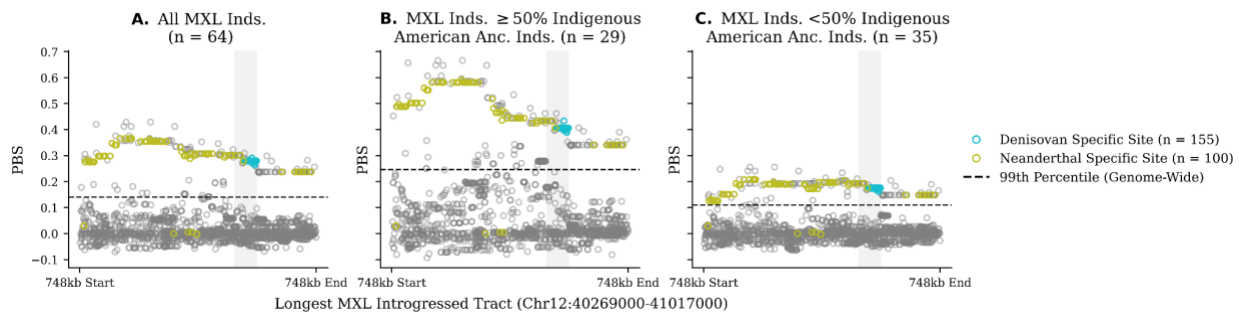 A. All MXL Inds.
(n = 64)
B. MXL Inds. ≥50% Indigenous
American Anc. Inds. (n = 29)
C. MXL Inds. <50% Indigenous
American Anc. Inds. (n = 35)
PBS
0.7
0.6
0.5
0.4
0.3
0.2
0.1
0.0
−0.1
748kb Start
748kb End
PBS
748kb Start
748kb End
PBS
748kb Start
748kb End
Longest MXL Introgressed Tract (Chr12:40269000-41017000)
Denisovan Specific Site (n = 155)
Neanderthal Specific Site (n = 100)
99th Percentile (Genome-Wide)